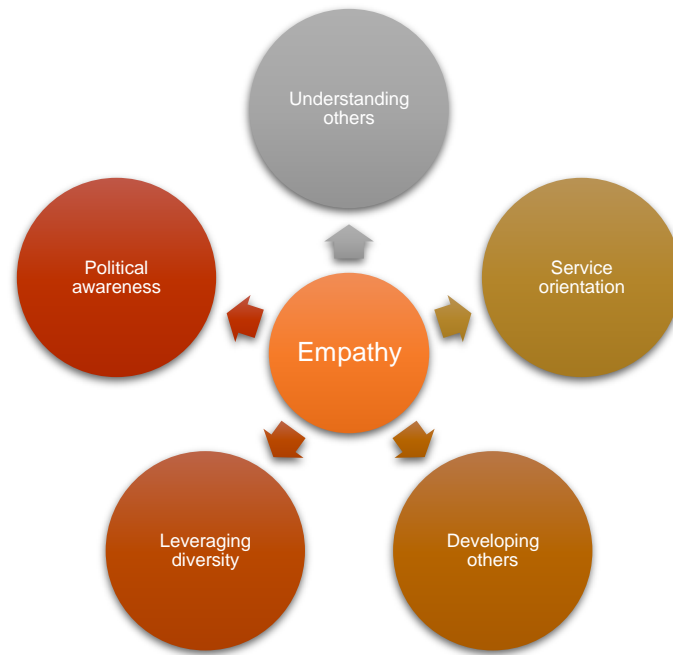 Understanding
others
Political
awareness
Service
orientation
Empathy
Leveraging
diversity
Developing
others